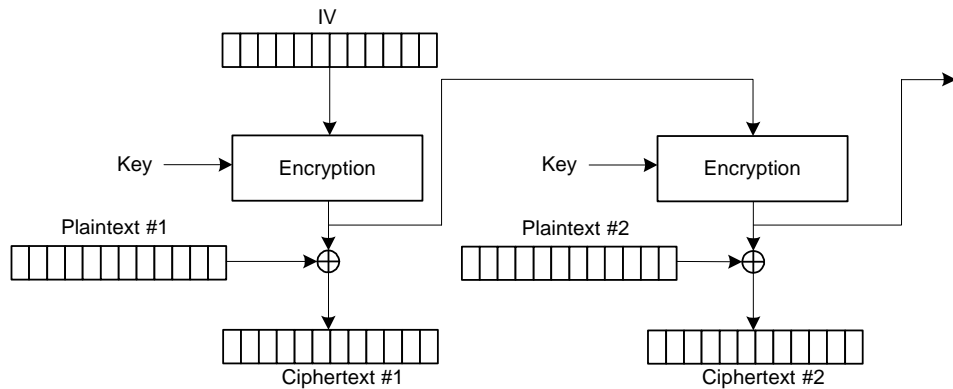 IV
Key
Encryption
Key
Encryption
Plaintext #1
Plaintext #2
Ciphertext #1
Ciphertext #2